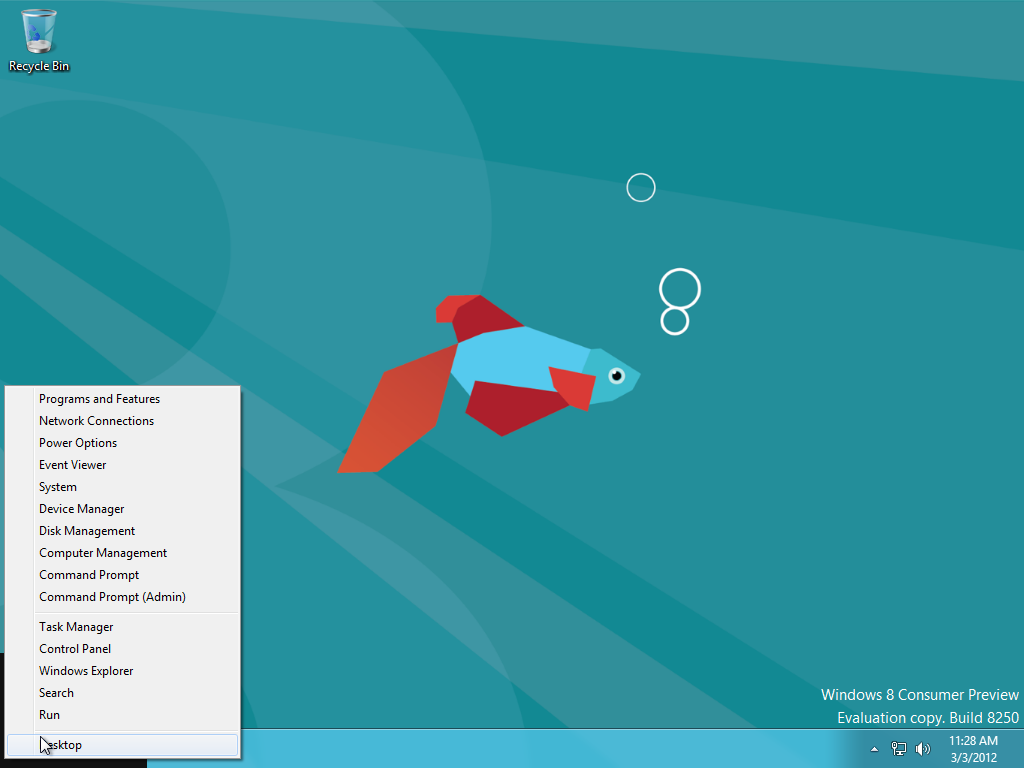 Recycle Bin
Programs and Features
Network Connections
Power Options
Event Viewer
System
Device Manager
Disk Management
Computer Management
Command Prompt
Command Prompt (Admin)
Task Manager
Control Panel
Windows Explorer
Search
Run
Desktop
Windows 8 Consumer Preview
Evaluation copy. Build 8250
11:28 AM
3/3/2012